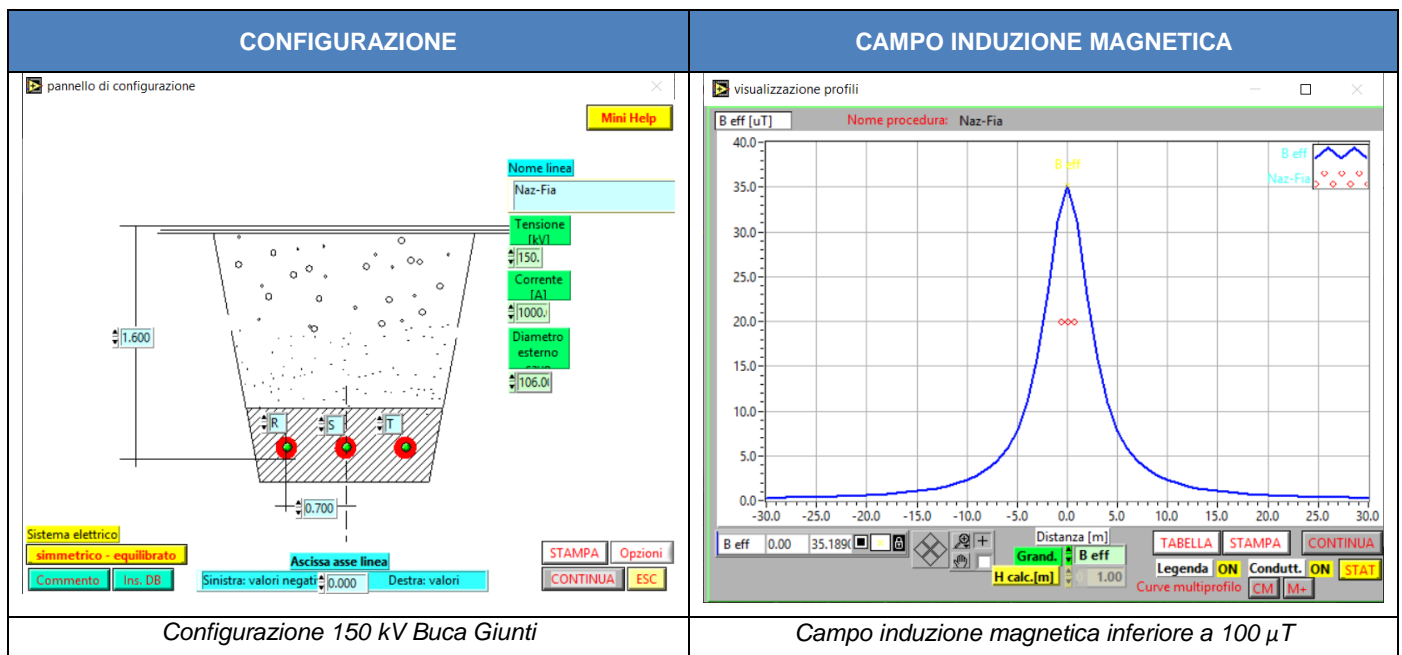 CONFIGURAZIONE
pannello di configurazione
Mini Help
Nome linea
Naz-Fia
Tensione
[kV]
150.
Corrente
[A]
1000.
Diametro
esterno
106.0
1.600
R
S
T
0.700
Sistema elettrico
simmetrico - equilibrato
Commento
Ins. DB
Ascissa asse linea
Sinistra: valori negati
0.000
Destra: valori
STAMPA
Opzioni
CONTINUA
ESC
Configurazione 150 kV Buca Giunti
CAMPO INDUZIONE MAGNETICA
visualizzazione profili
B eff [uT]
Nome procedura: Naz-Fia
B eff
Naz-Fia
B eff
40.0
35.0
30.0
25.0
20.0
15.0
10.0
5.0
0.0
-30.0 -25.0 -20.0 -15.0 -10.0 -5.0 0.0 5.0 10.0 15.0 20.0 25.0 30.0
Distanza [m]
B eff 0.00 35.189
Grand. B eff
H calc.[m] 1.00
TABELLA STAMPA CONTINUA
Legenda ON Condutt. ON STAT
Curve multiprofilo CM M+
Campo induzione magnetica inferiore a 100 µT